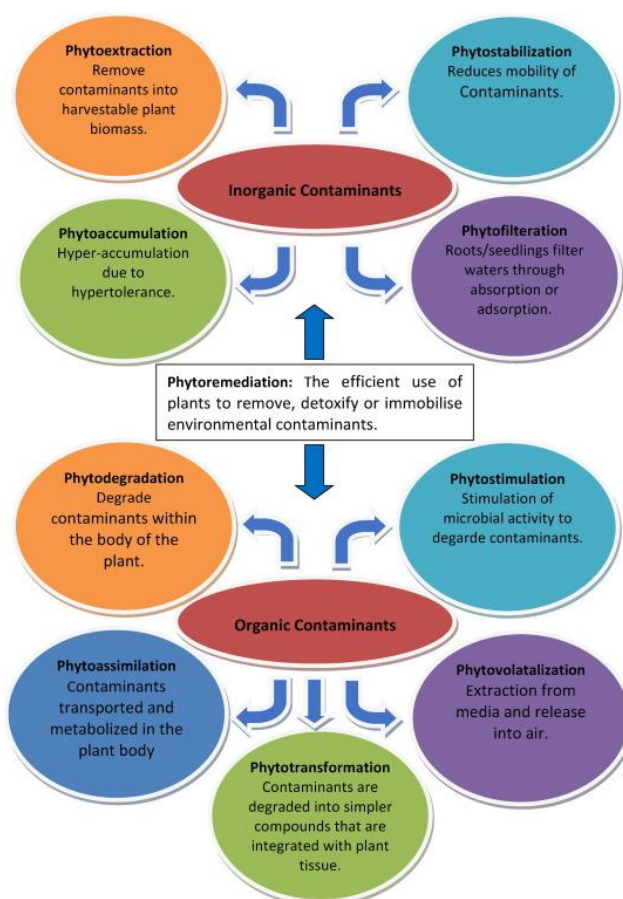 Phytoextraction
Remove
contaminants into
harvestable plant
biomass.
Phytostabilization
Reduces mobility of
Contaminants.
Inorganic Contaminants
Phytoaccumulation
Hyper-accumulation
due to
hypertolerance.
Phytofilteration
Roots/seedlings filter
waters through
absorption or
adsorption.
Phytoremediation: The efficient use of
plants to remove, detoxify or immobilise
environmental contaminants.
Phytodegradation
Degrade
contaminants within
the body of the
plant.
Phytostimulation
Stimulation of
microbial activity to
degarde contaminants.
Organic Contaminants
Phytoassimilation
Contaminants
transported and
metabolized in the
plant body
Phytovolatalization
Extraction from
media and release
into air.
Phytotransformation
Contaminants are
degraded into simpler
compounds that are
integrated with plant
tissue.